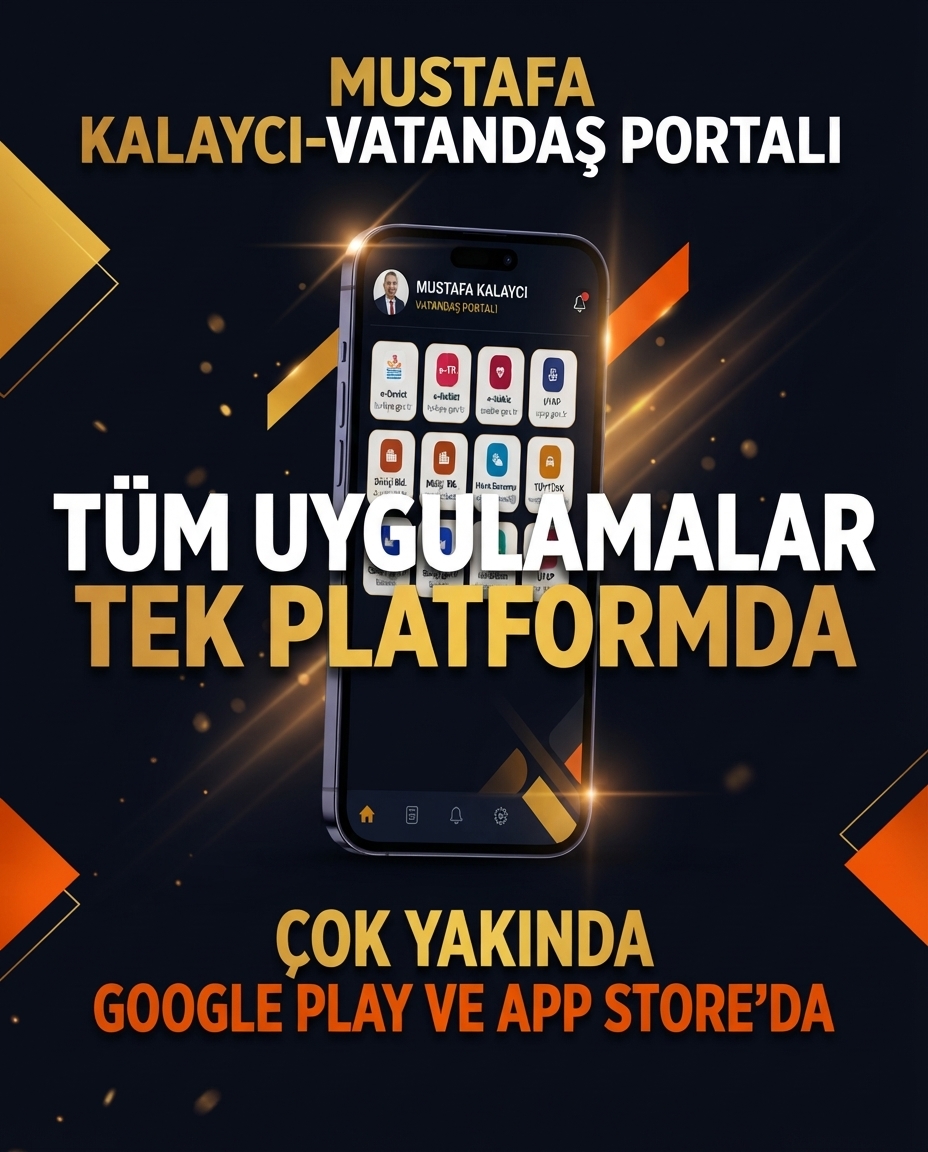 MUSTAFA
KALAYCI-VATANDAŞ PORTALI
MUSTAFA KALAYCI
VATANDAŞ PORTALI
TÜM UYGULAMALAR
TEK PLATFORMDA
ÇOK YAKINDA
GOOGLE PLAY VE APP STORE’DA